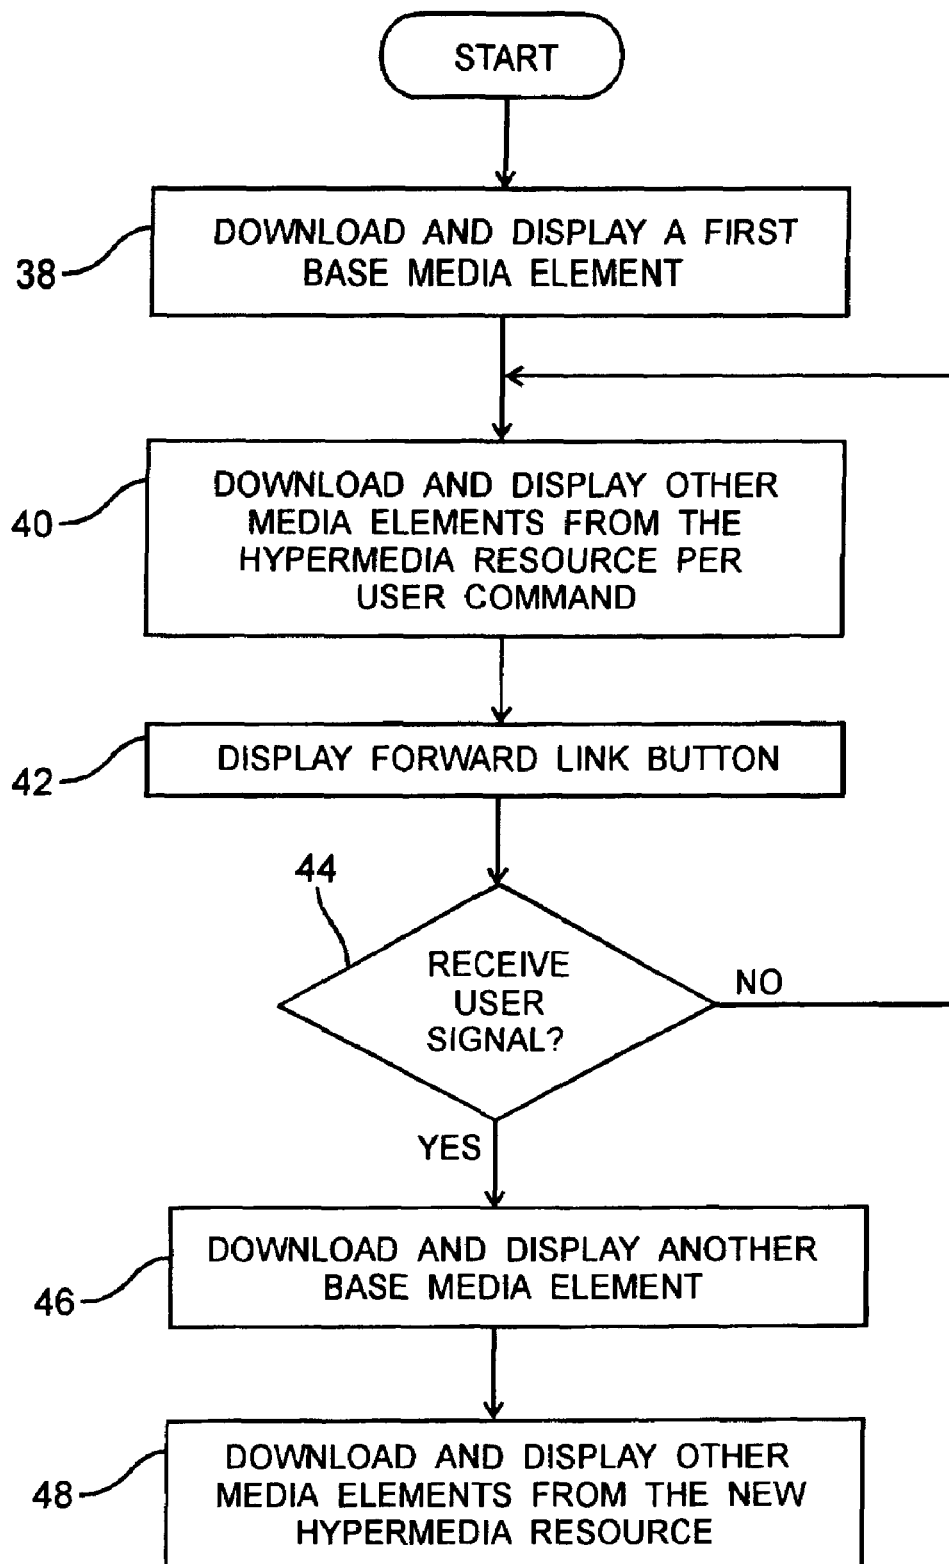 START
DOWNLOAD AND DISPLAY A FIRST
BASE MEDIA ELEMENT
38
DOWNLOAD AND DISPLAY OTHER
MEDIA ELEMENTS FROM THE
HYPERMEDIA RESOURCE PER
USER COMMAND
40
DISPLAY FORWARD LINK BUTTON
42
44
RECEIVE
USER
SIGNAL?
NO
YES
DOWNLOAD AND DISPLAY ANOTHER
BASE MEDIA ELEMENT
46
DOWNLOAD AND DISPLAY OTHER
MEDIA ELEMENTS FROM THE NEW
HYPERMEDIA RESOURCE
48